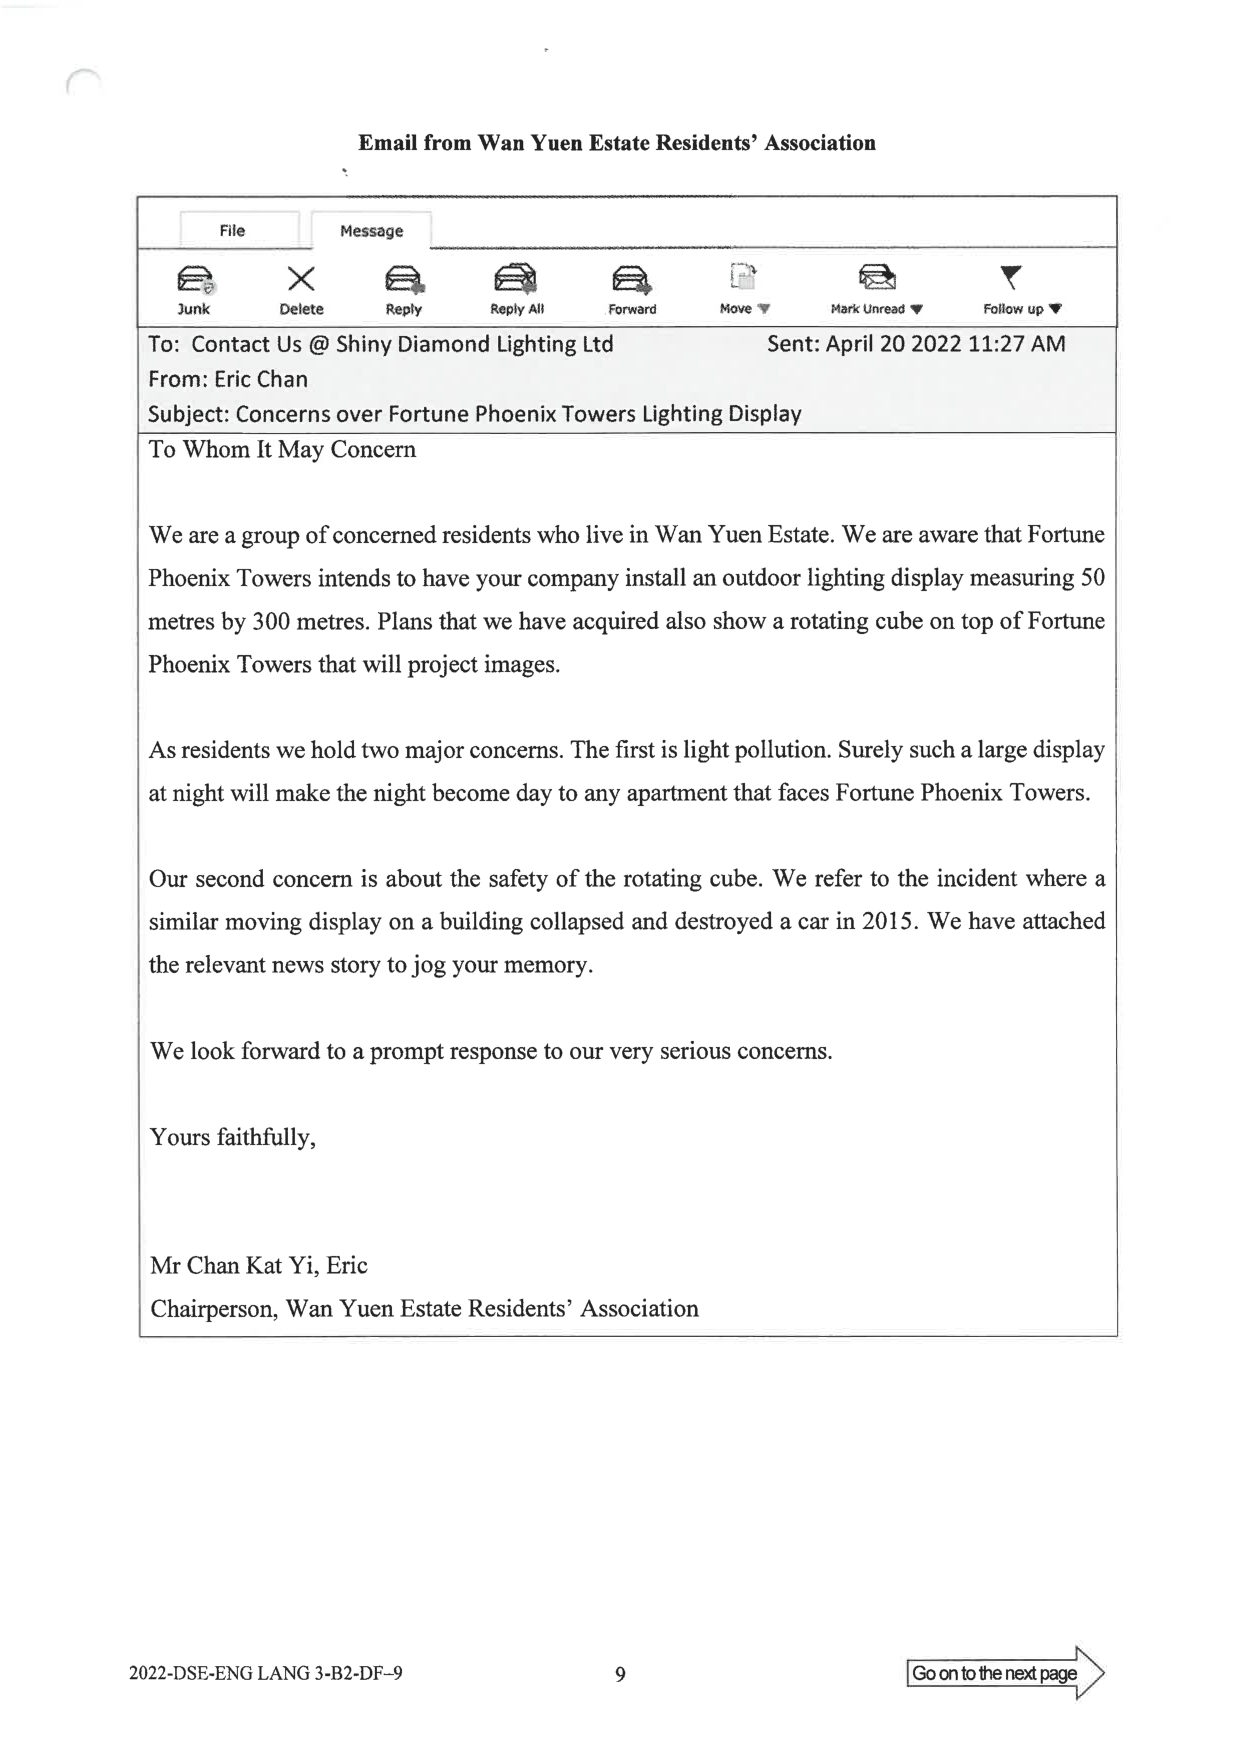 Email from Wan Yuen Estate Residents' Association
File Message
Junk Delete Reply Reply All Forward Move Mark Unread Follow up
To: Contact Us @ Shiny Diamond Lighting Ltd Sent: April 20 2022 11:27 AM
From: Eric Chan
Subject: Concerns over Fortune Phoenix Towers Lighting Display
To Whom It May Concern
We are a group of concerned residents who live in Wan Yuen Estate. We are aware that Fortune
Phoenix Towers intends to have your company install an outdoor lighting display measuring 50
metres by 300 metres. Plans that we have acquired also show a rotating cube on top of Fortune
Phoenix Towers that will project images.
As residents we hold two major concerns. The first is light pollution. Surely such a large display
at night will make the night become day to any apartment that faces Fortune Phoenix Towers.
Our second concern is about the safety of the rotating cube. We refer to the incident where a
similar moving display on a building collapsed and destroyed a car in 2015. We have attached
the relevant news story to jog your memory.
We look forward to a prompt response to our very serious concerns.
Yours faithfully,
Mr Chan Kat Yi, Eric
Chairperson, Wan Yuen Estate Residents' Association
2022-DSE-ENG LANG 3-B2-DF–9 9 Go on to the next page